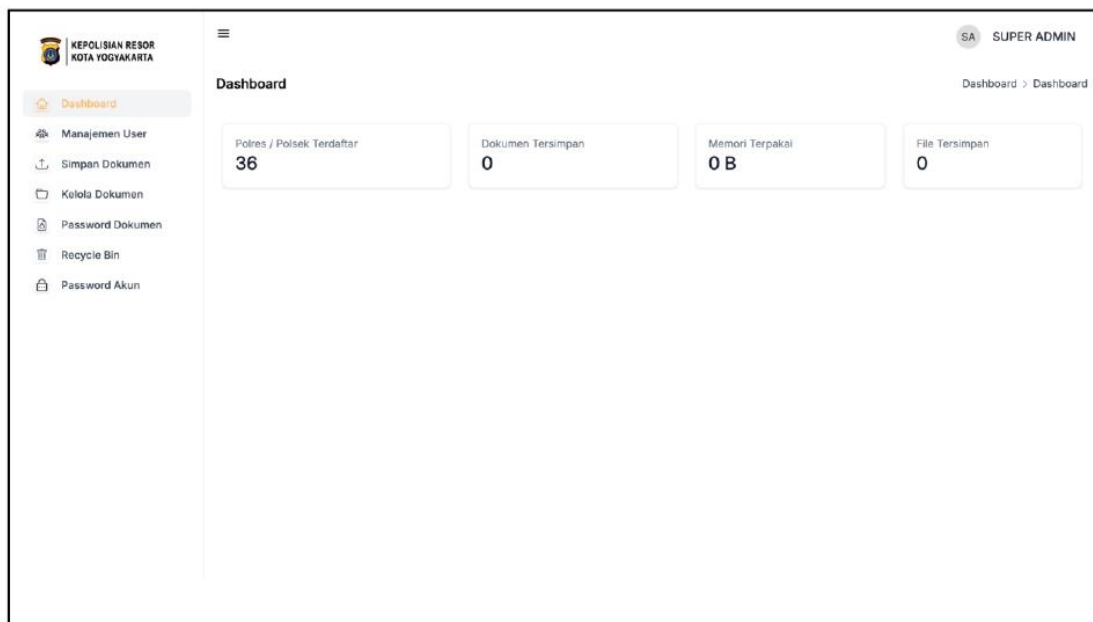 KEPOLISIAN RESOR
KOTA YOGYAKARTA
SA SUPER ADMIN
Dashboard
Dashboard > Dashboard
Dashboard
Manajemen User
Simpan Dokumen
Kelola Dokumen
Password Dokumen
Recycle Bin
Password Akun
Polres / Polsek Terdaftar
36
Dokumen Tersimpan
0
Memori Terpakai
0 B
File Tersimpan
0